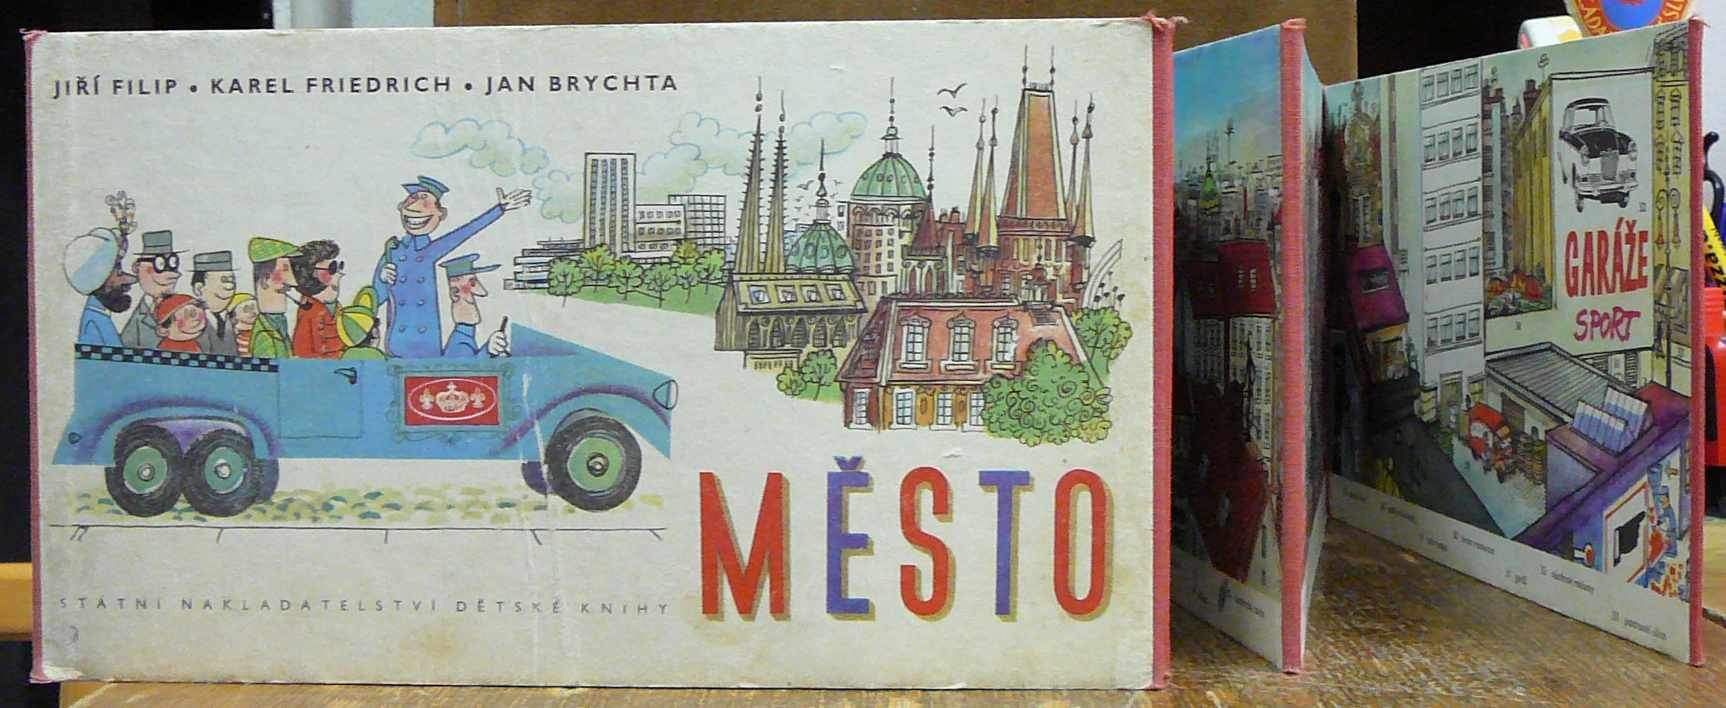 JIŘÍ FILIP • KAREL FRIEDRICH • JAN BRYCHTA
MĚSTO
STÁTNÍ NAKLADATELSTVÍ DĚTSKÉ KNIHY
GARÁŽE
SPORT